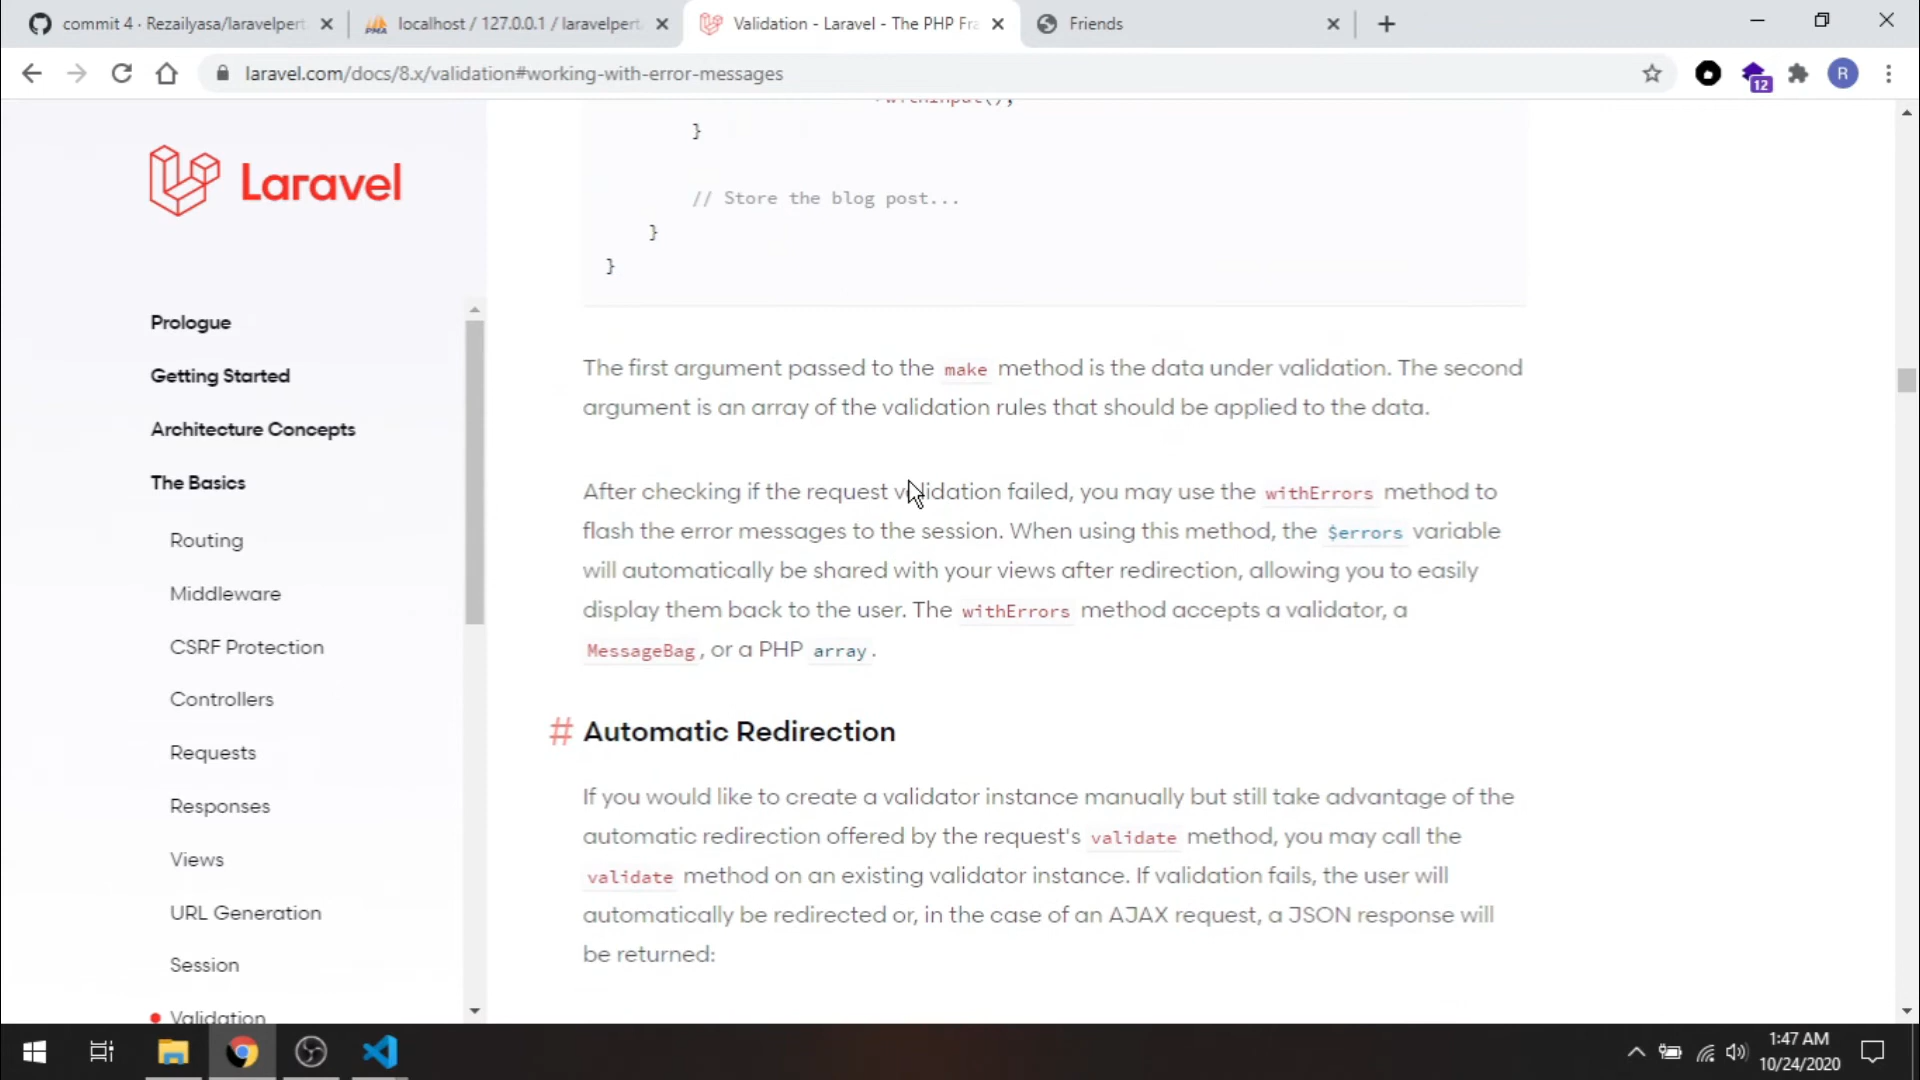 commit 4 · Rezailyasa/laravelpert
localhost / 127.0.0.1 / laravelpert
Validation - Laravel - The PHP Fra
Friends
laravel.com/docs/8.x/validation#working-with-error-messages
12
R
Laravel
Prologue
Getting Started
Architecture Concepts
The Basics
Routing
Middleware
CSRF Protection
Controllers
Requests
Responses
Views
URL Generation
Session
Validation
}
// Store the blog post...
}
}
The first argument passed to the make method is the data under validation. The second
argument is an array of the validation rules that should be applied to the data.
After checking if the request validation failed, you may use the withErrors method to
flash the error messages to the session. When using this method, the $errors variable
will automatically be shared with your views after redirection, allowing you to easily
display them back to the user. The withErrors method accepts a validator, a
MessageBag, or a PHP array.
# Automatic Redirection
If you would like to create a validator instance manually but still take advantage of the
automatic redirection offered by the request's validate method, you may call the
validate method on an existing validator instance. If validation fails, the user will
automatically be redirected or, in the case of an AJAX request, a JSON response will
be returned:
1:47 AM
10/24/2020